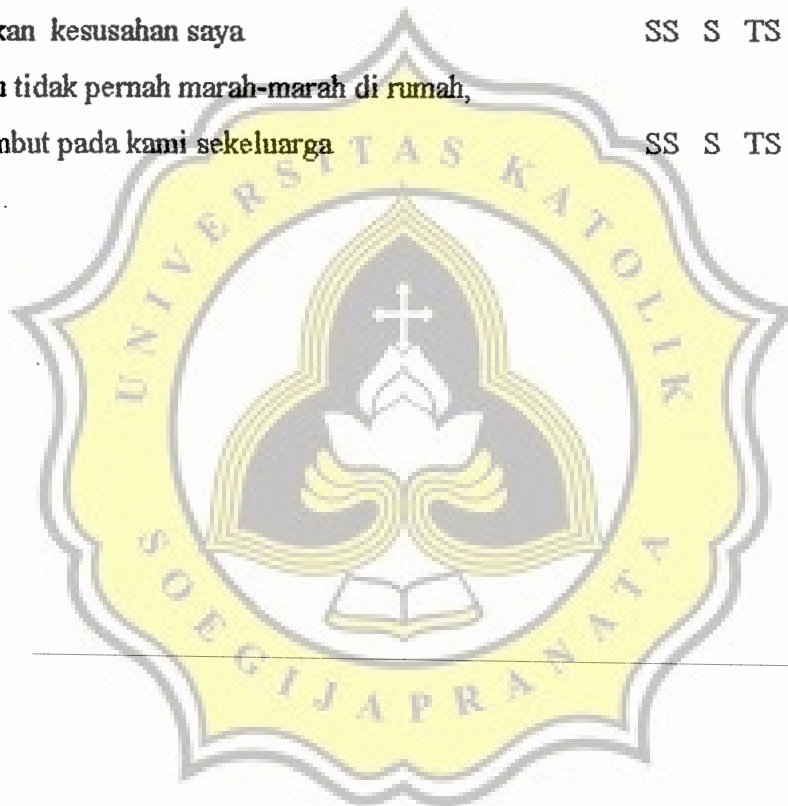 kan kesusahan saya SS S TS
tidak pernah marah-marah di rumah,
mbut pada kami sekeluarga SS S TS
UNIVERSITAS KATOLIK
SOEGIJAPRANATA